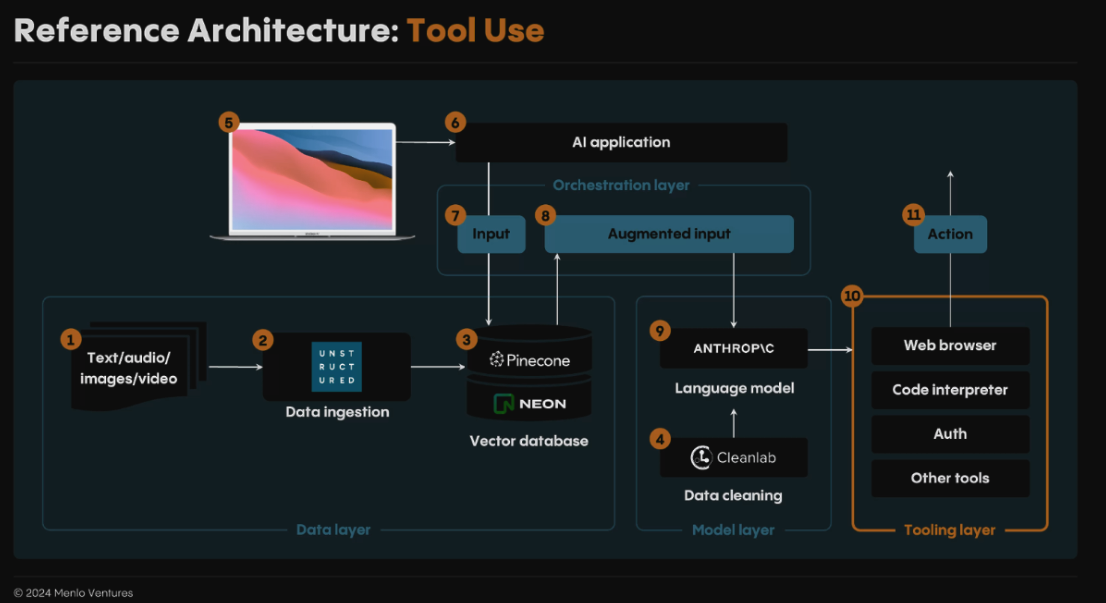 Reference Architecture: Tool Use
5
6
AI application
Orchestration layer
7
Input
8
Augmented input
11
Action
1
Text/audio/
images/video
2
UNST
RUCT
URED
Data ingestion
3
Pinecone
NEON
Vector database
Data layer
9
ANTHROP\C
Language model
4
Cleanlab
Data cleaning
Model layer
10
Web browser
Code interpreter
Auth
Other tools
Tooling layer
© 2024 Menlo Ventures